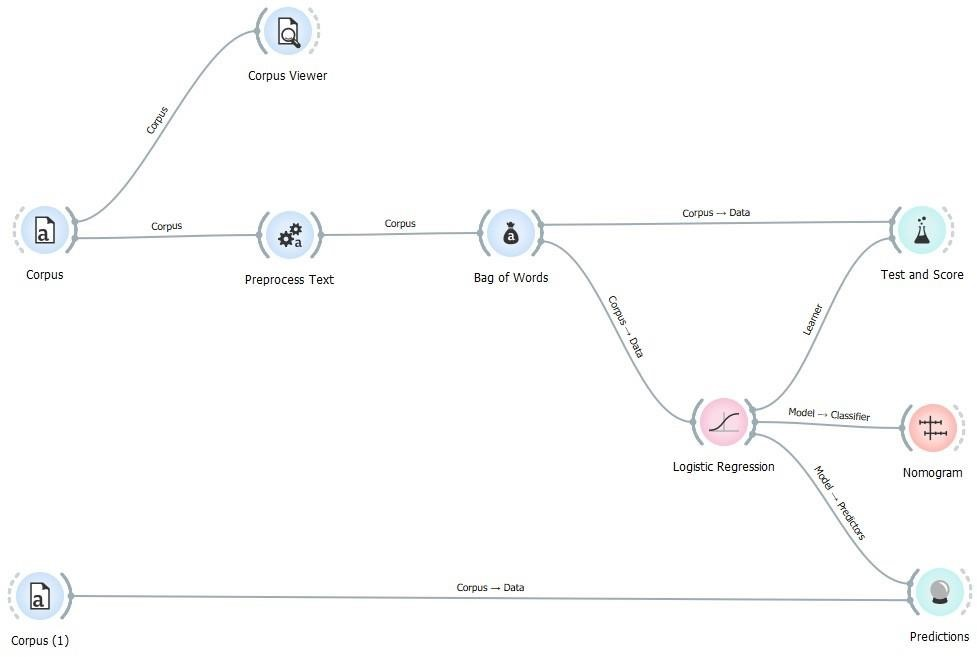 Corpus Viewer
Corpus
Corpus
Corpus
Corpus → Data
a
a
a
Corpus
Preprocess Text
Bag of Words
Test and Score
Corpus → Data
Learner
Model → Classifier
Logistic Regression
Nomogram
Model → Predictors
Corpus → Data
a
Corpus (1)
Predictions